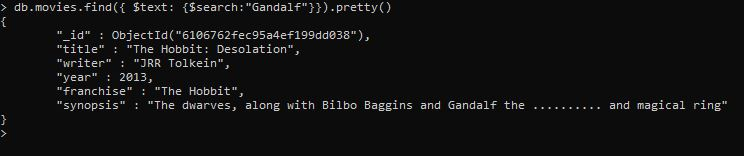 > db.movies.find({ $text: {$search:"Gandalf"}}).pretty()
{
"_id" : ObjectId("6106762fec95a4ef199dd038"),
"title" : "The Hobbit: Desolation",
"writer" : "JRR Tolkein",
"year" : 2013,
"franchise" : "The Hobbit",
"synopsis" : "The dwarves, along with Bilbo Baggins and Gandalf the .......... and magical ring"
}
>